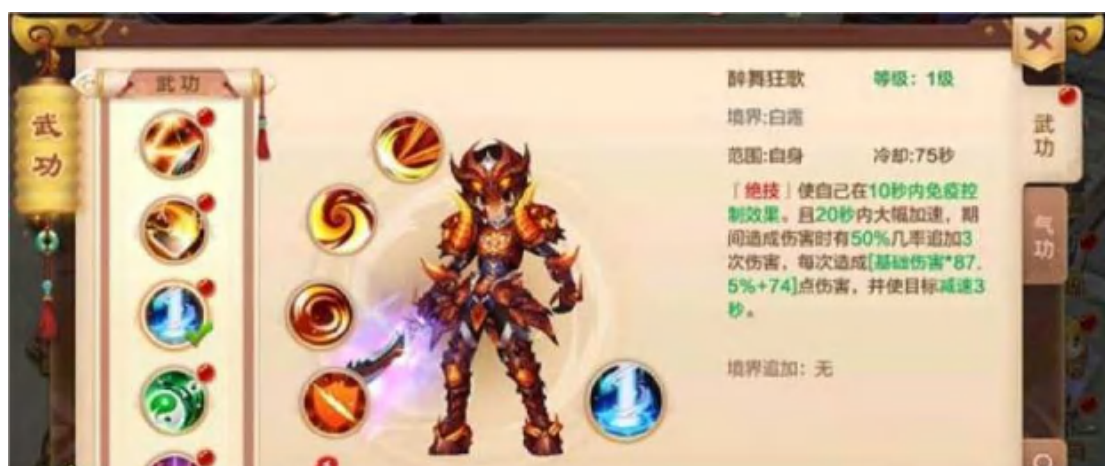 武功
武功
醉舞狂歌 等级：1级
境界:白露
范围:自身 冷却:75秒
「绝技」使自己在10秒内免疫控
制效果。且20秒内大幅加速，期
间造成伤害时有50%几率追加3
次伤害，每次造成[基础伤害*87.
5%+74]点伤害，并使目标减速3
秒。
境界追加：无
武功
气功